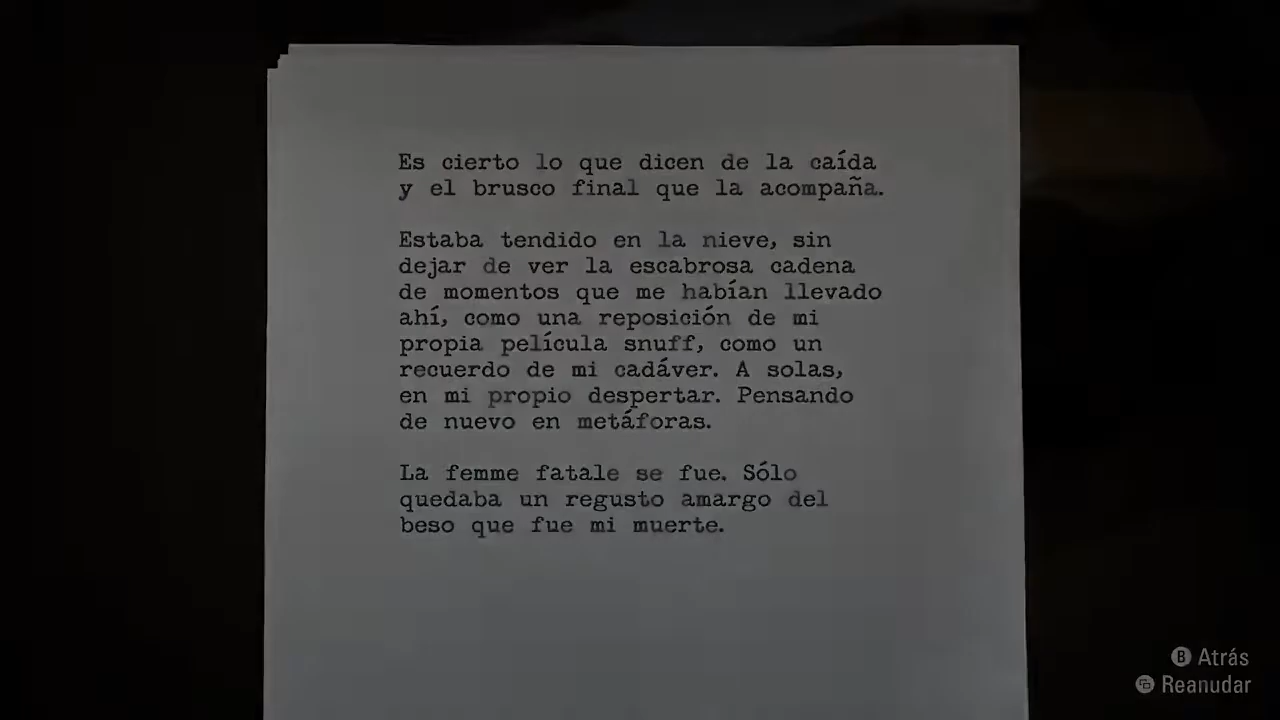 Es cierto lo que dicen de la caída
y el brusco final que la acompaña.
Estaba tendido en la nieve, sin
dejar de ver la escabrosa cadena
de momentos que me habían llevado
ahí, como una reposición de mi
propia película snuff, como un
recuerdo de mi cadáver. A solas,
en mi propio despertar. Pensando
de nuevo en metáforas.
La femme fatale se fue. Sólo
quedaba un regusto amargo del
beso que fue mi muerte.
B Atrás
Reanudar